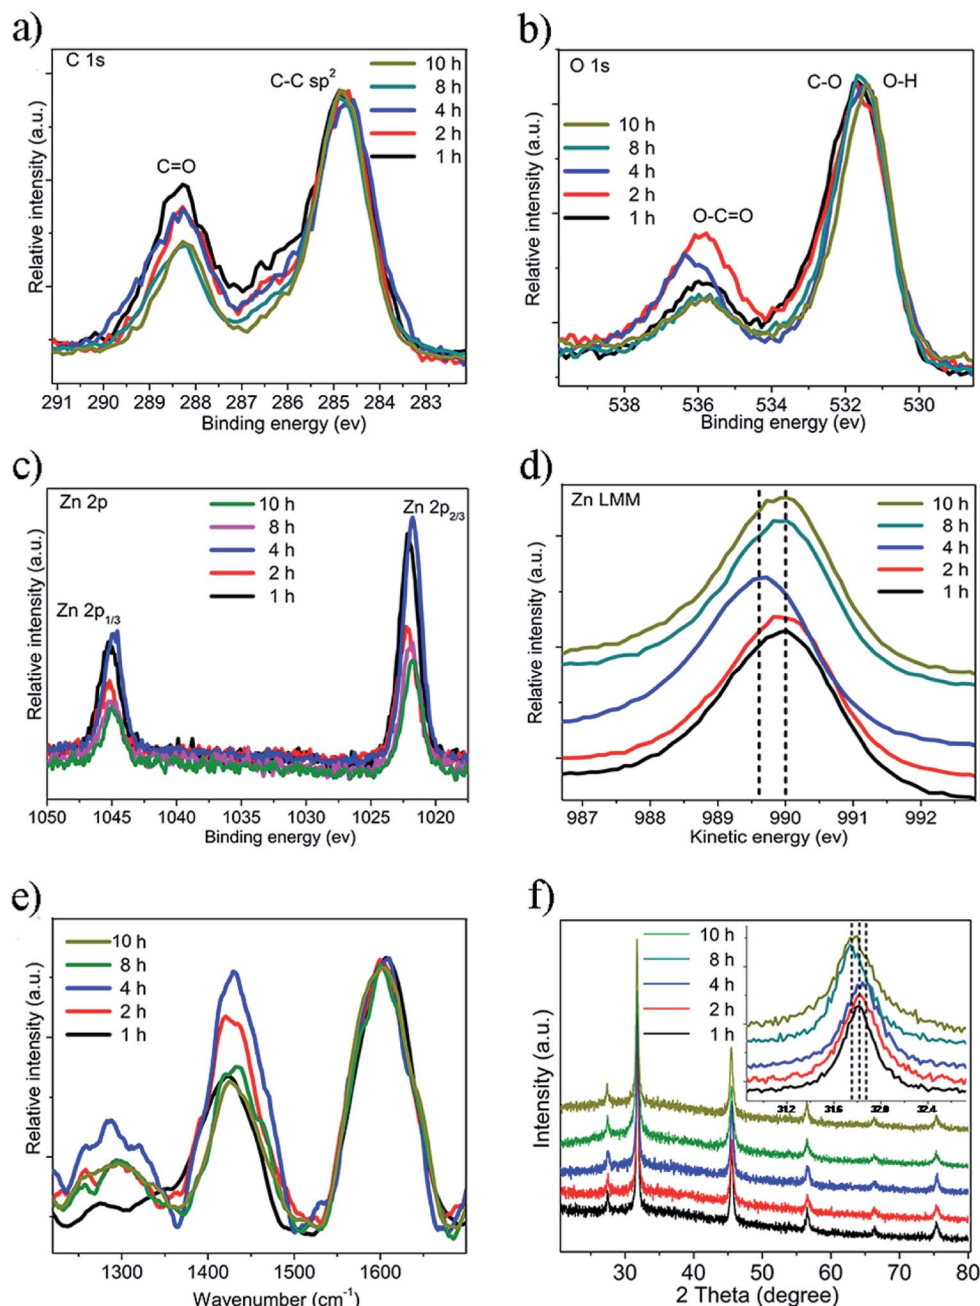 a)
C 1s
C-C sp2
C=O
10 h
8 h
4 h
2 h
1 h
Relative intensity (a.u.)
291 290 289 288 287 286 285 284 283
Binding energy (ev)
b)
O 1s
C-O
O-H
O-C=O
10 h
8 h
4 h
2 h
1 h
Relative intensity (a.u.)
538 536 534 532 530
Binding energy (ev)
c)
Zn 2p
Zn 2p2/3
Zn 2p1/3
10 h
8 h
4 h
2 h
1 h
Relative intensity (a.u.)
1050 1045 1040 1035 1030 1025 1020
Binding energy (ev)
d)
Zn LMM
10 h
8 h
4 h
2 h
1 h
Relative intensity (a.u.)
987 988 989 990 991 992
Kinetic energy (ev)
e)
10 h
8 h
4 h
2 h
1 h
Relative intensity (a.u.)
1300 1400 1500 1600
Wavenumber (cm-1)
f)
10 h
8 h
4 h
2 h
1 h
31.2 31.6 32.0 32.4
Intensity (a.u.)
30 40 50 60 70 80
2 Theta (degree)